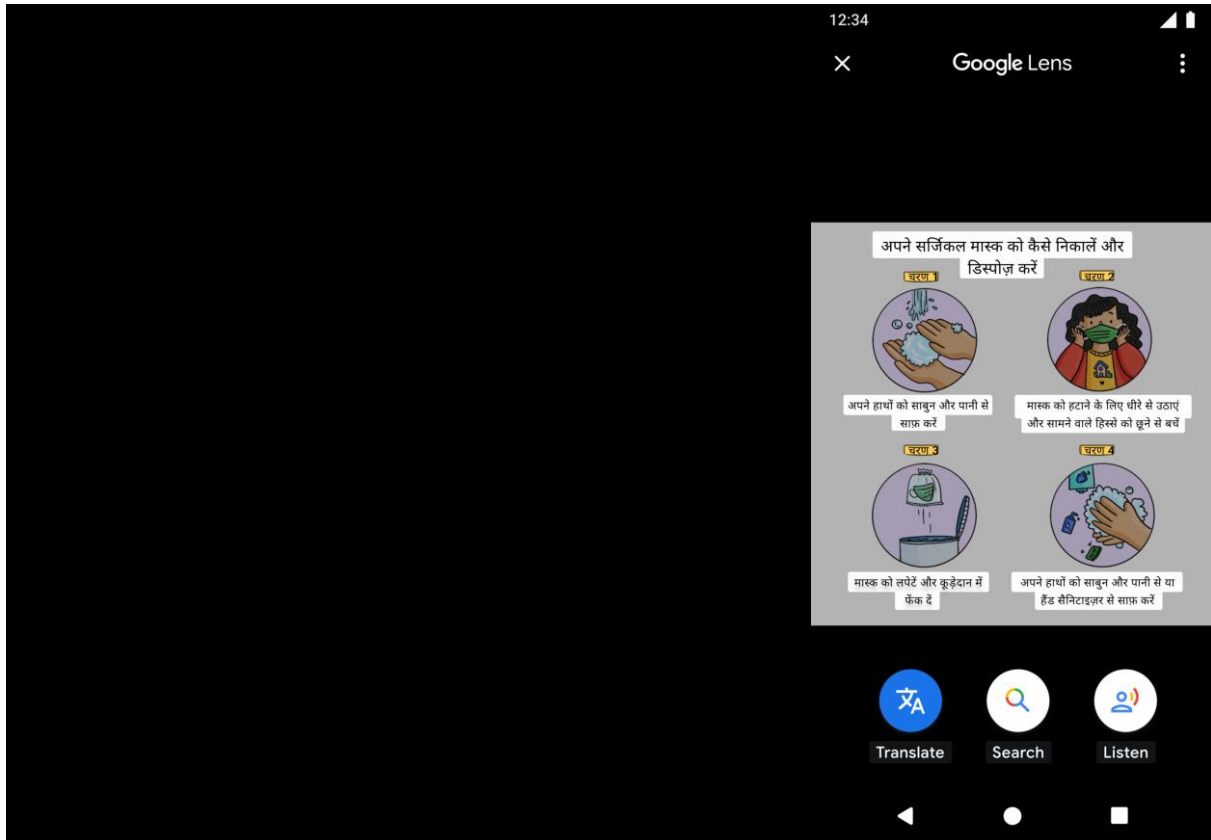 12:34
Google Lens
अपने सर्जिकल मास्क को कैसे निकालें और
डिस्पोज़ करें
चरण 1
चरण 2
अपने हाथों को साबुन और पानी से
साफ़ करें
मास्क को हटाने के लिए धीरे से उठाएं
और सामने वाले हिस्से को छूने से बचें
चरण 3
चरण 4
मास्क को लपेटें और कूड़ेदान में
फेंक दें
अपने हाथों को साबुन और पानी से या
हैंड सैनिटाइज़र से साफ़ करें
Translate
Search
Listen